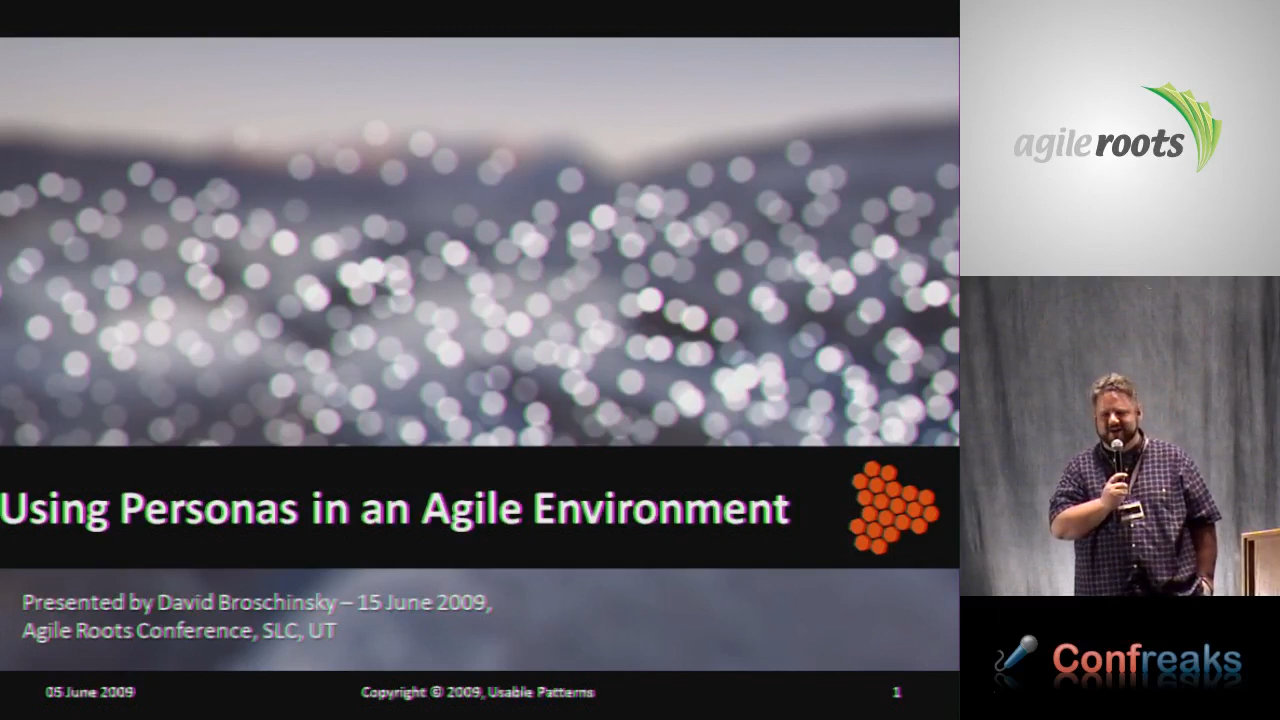 Using Personas in an Agile Environment
Presented by David Broschinsky – 15 June 2009,
Agile Roots Conference, SLC, UT
05 June 2009
Copyright © 2009, Usable Patterns
1
agile roots
Confreaks